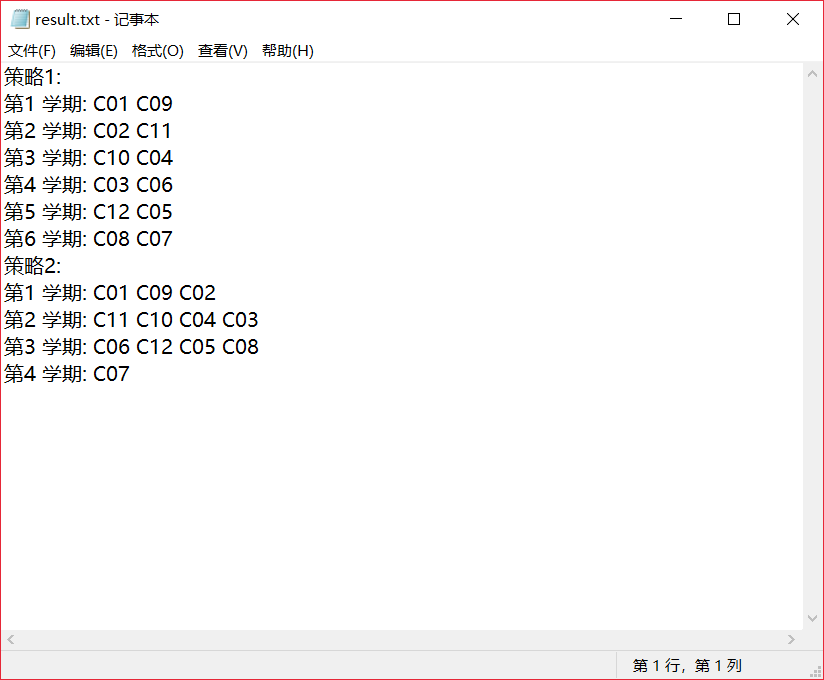 result.txt - 记事本
文件(F) 编辑(E) 格式(O) 查看(V) 帮助(H)
策略1:
第1 学期: C01 C09
第2 学期: C02 C11
第3 学期: C10 C04
第4 学期: C03 C06
第5 学期: C12 C05
第6 学期: C08 C07
策略2:
第1 学期: C01 C09 C02
第2 学期: C11 C10 C04 C03
第3 学期: C06 C12 C05 C08
第4 学期: C07
第 1 行，第 1 列